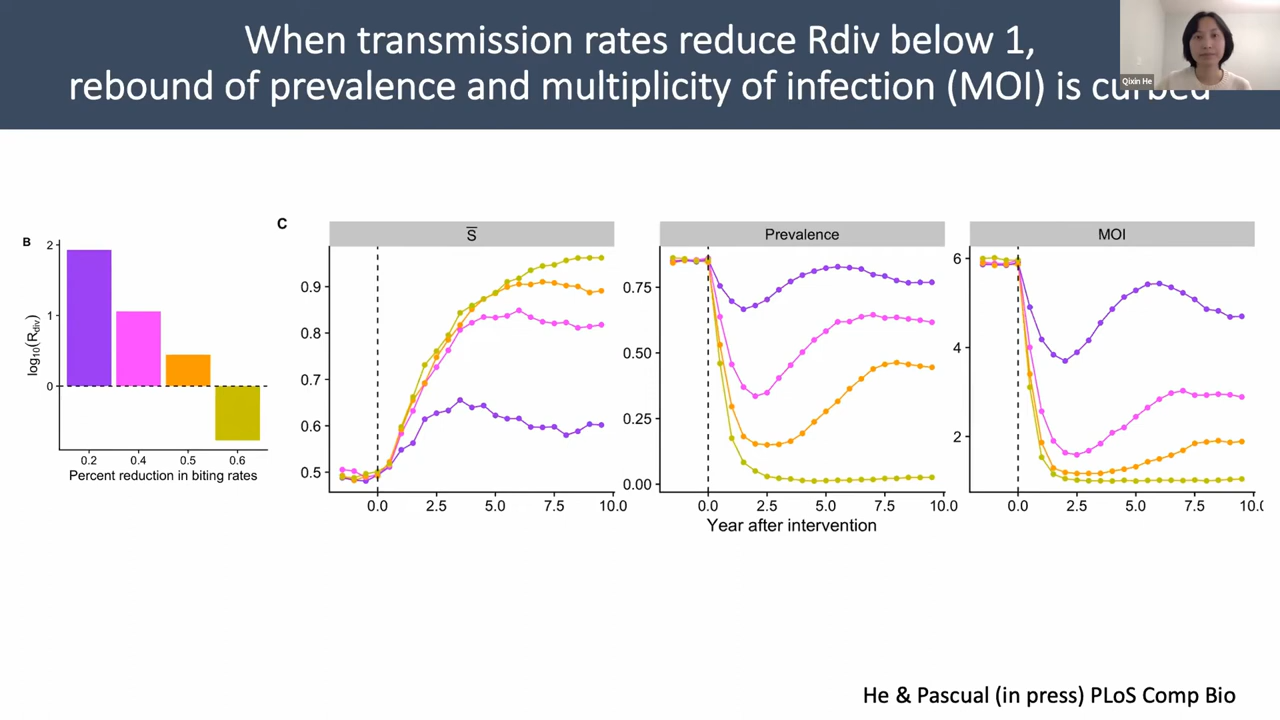 When transmission rates reduce Rdiv below 1,
rebound of prevalence and multiplicity of infection (MOI) is curbed
Qixin He
B
2
1
0
log10(Rdiv)
0.2 0.4 0.5 0.6
Percent reduction in biting rates
C
S̅
0.9
0.8
0.7
0.6
0.5
0.0 2.5 5.0 7.5 10.0
Prevalence
0.75
0.50
0.25
0.00
0.0 2.5 5.0 7.5 10.0
Year after intervention
MOI
6
4
2
0.0 2.5 5.0 7.5 10.
He & Pascual (in press) PLoS Comp Bio